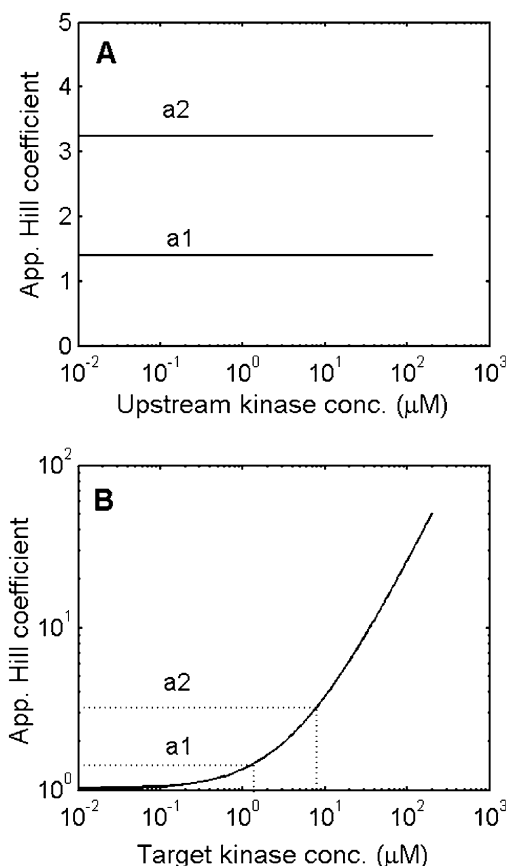 A
App. Hill coefficient
5
4
3
2
1
0
a2
a1
10^-2 10^-1 10^0 10^1 10^2 10^3
Upstream kinase conc. (μM)
B
App. Hill coefficient
10^2
10^1
10^0
a2
a1
10^-2 10^-1 10^0 10^1 10^2 10^3
Target kinase conc. (μM)